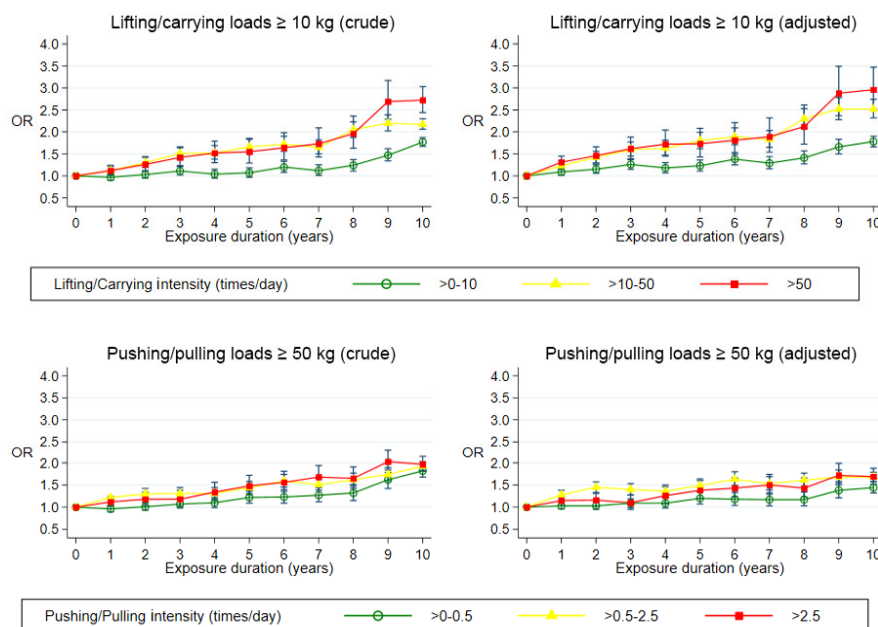 Lifting/carrying loads ≥ 10 kg (crude)
4.0
3.5
3.0
2.5
2.0
1.5
1.0
0.5
OR
0 1 2 3 4 5 6 7 8 9 10
Exposure duration (years)
Lifting/carrying loads ≥ 10 kg (adjusted)
4.0
3.5
3.0
2.5
2.0
1.5
1.0
0.5
OR
0 1 2 3 4 5 6 7 8 9 10
Exposure duration (years)
Lifting/Carrying intensity (times/day) >0-10 >10-50 >50
Pushing/pulling loads ≥ 50 kg (crude)
4.0
3.5
3.0
2.5
2.0
1.5
1.0
0.5
OR
0 1 2 3 4 5 6 7 8 9 10
Exposure duration (years)
Pushing/pulling loads ≥ 50 kg (adjusted)
4.0
3.5
3.0
2.5
2.0
1.5
1.0
0.5
OR
0 1 2 3 4 5 6 7 8 9 10
Exposure duration (years)
Pushing/Pulling intensity (times/day) >0-0.5 >0.5-2.5 >2.5